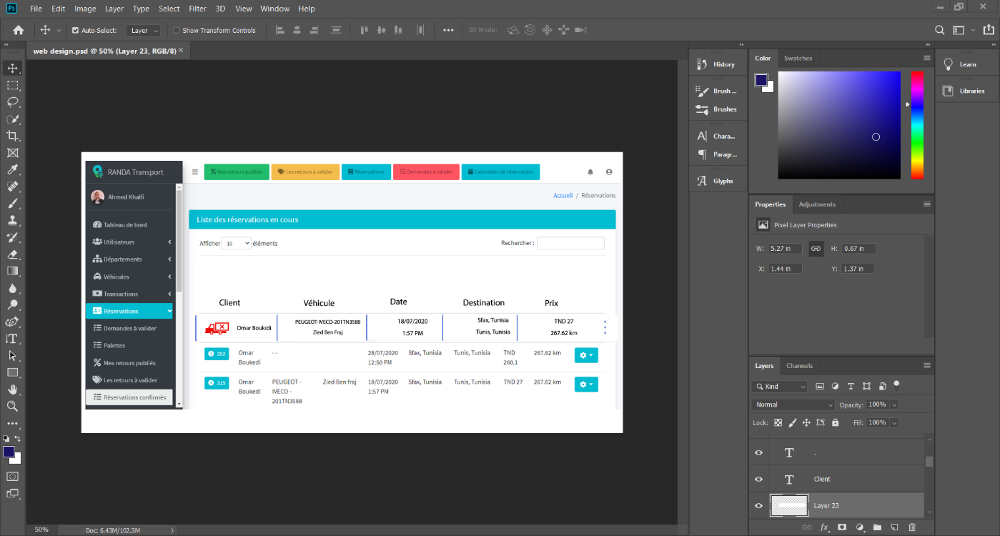 Ps File Edit Image Layer Type Select Filter 3D View Window Help
Auto-Select: Layer Show Transform Controls 3D Mode:
web design.psd @ 50% (Layer 23, RGB/8)
RANDA Transport
Mes retours publiés Les retours à valider Réservations Demandes à valider Calendrier de réservation
Ahmed Khalfi
Accueil / Réservations
Tableau de bord
Utilisateurs
Départements
Véhicules
Transactions
Réservations
Demandes à valider
Palettes
Mes retours publiés
Les retours à valider
Réservations confirmés
Liste des réservations en cours
Afficher 10 éléments Rechercher :
Client Véhicule Date Destination Prix
Omar Boukidi PEUGEOT-IVECO-201TN3588 18/07/2020 Sfax, Tunisia TND 27
Zied Ben Fraj 1:57 PM Tunis, Tunisia 267.62 km
352 Omar - - 28/07/2020 Sfax, Tunisia Tunis, Tunisia TND 267.62 km
Boukedi 12:50 PM 260.1
315 Omar PEUGEOT - Zied Ben fraj 18/07/2020 Sfax, Tunisia Tunis, Tunisia TND 27 267.62 km
Boukedi IVECO - 1:57 PM
201TN3588
50% Doc: 6.43M/102.3M
History
Brush ...
Brushes
Chara...
Paragr...
Glyphs
Color Swatches
Learn
Libraries
Properties Adjustments
Pixel Layer Properties
W: 5.27 in H: 0.67 in
X: 1.44 in Y: 1.37 in
Layers Channels
Kind
Normal Opacity: 100%
Lock: Fill: 100%
T .
T Client
Layer 23
fx